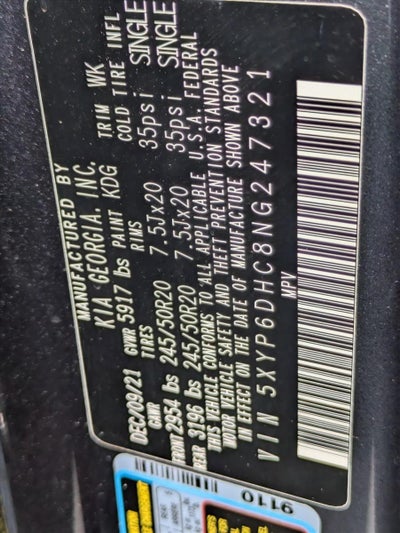 MANUFACTURED BY
KIA GEORGIA, INC.
DEC/09/21 GVWR 5917 lbs PAINT KDG TRIM WK
GAWR TIRES RIMS COLD TIRE INFL
FRONT 2954 lbs 245/50R20 7.5Jx20 35psi SINGLE
REAR 3196 lbs 245/50R20 7.5Jx20 35psi SINGLE
THIS VEHICLE CONFORMS TO ALL APPLICABLE U.S.A. FEDERAL
MOTOR VEHICLE SAFETY AND THEFT PREVENTION STANDARDS
IN EFFECT ON THE DATE OF MANUFACTURE SHOWN ABOVE
VIN 5XYP6DHC8NG247321
MPV
9110